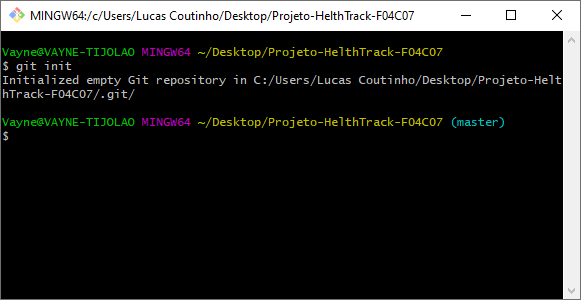 MINGW64:/c/Users/Lucas Coutinho/Desktop/Projeto-HelthTrack-F04C07
Vayne@VAYNE-TIJOLAO MINGW64 ~/Desktop/Projeto-HelthTrack-F04C07
$ git init
Initialized empty Git repository in C:/Users/Lucas Coutinho/Desktop/Projeto-Helt
hTrack-F04C07/.git/
Vayne@VAYNE-TIJOLAO MINGW64 ~/Desktop/Projeto-HelthTrack-F04C07 (master)
$